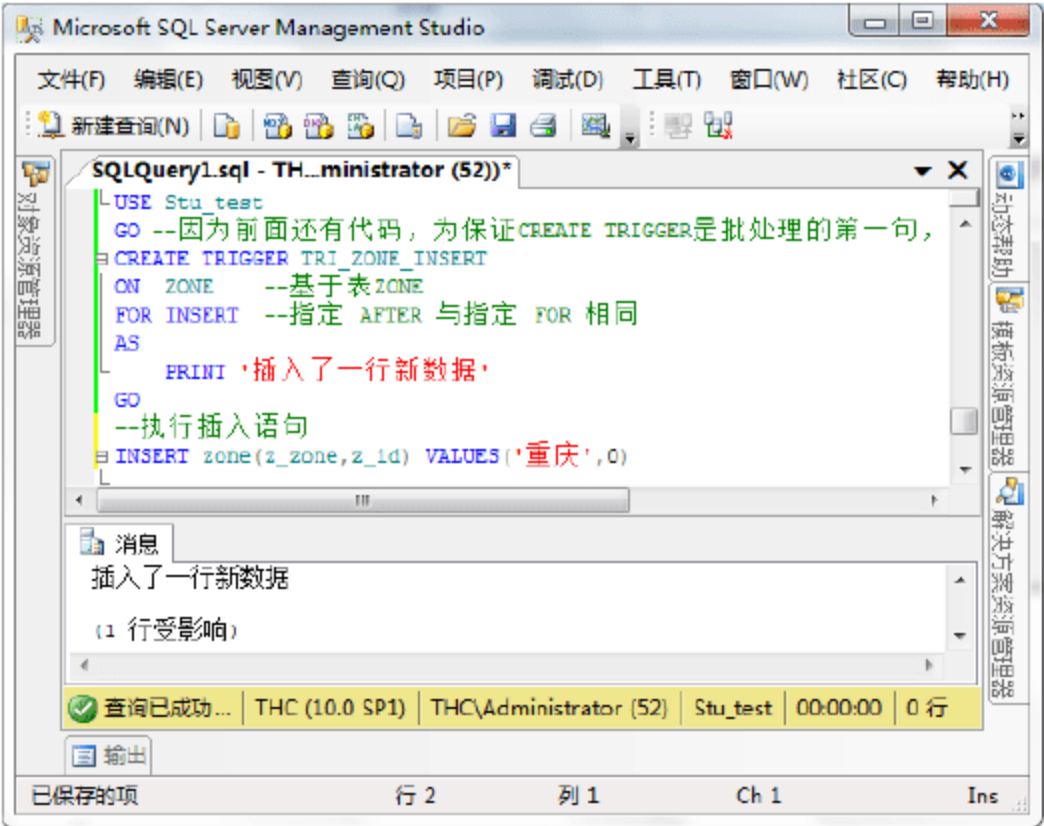 Microsoft SQL Server Management Studio
文件(F) 编辑(E) 视图(V) 查询(Q) 项目(P) 调试(D) 工具(T) 窗口(W) 社区(C) 帮助(H)
新建查询(N)
SQLQuery1.sql - TH...ministrator (52))*
对象资源管理器
USE Stu_test
GO --因为前面还有代码，为保证CREATE TRIGGER是批处理的第一句，
CREATE TRIGGER TRI_ZONE_INSERT
ON ZONE --基于表ZONE
FOR INSERT --指定 AFTER 与指定 FOR 相同
AS
PRINT '插入了一行新数据'
GO
--执行插入语句
INSERT zone(z_zone,z_id) VALUES('重庆',0)
动态帮助
模板资源管理器
解决方案资源管理器
消息
插入了一行新数据
(1 行受影响)
查询已成功... THC (10.0 SP1) THC\Administrator (52) Stu_test 00:00:00 0 行
输出
已保存的项 行 2 列 1 Ch 1 Ins